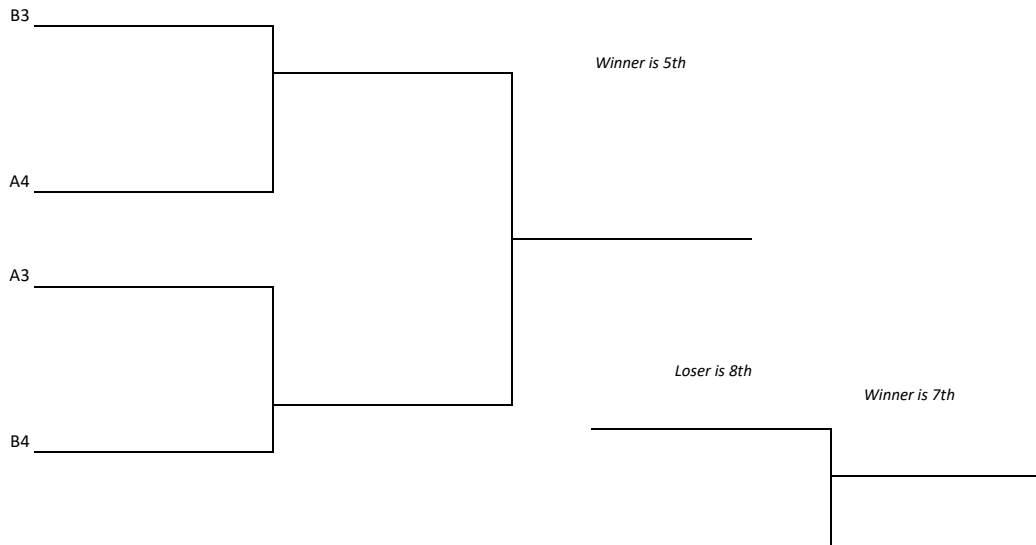 B3
Winner is 5th
A4
A3
Loser is 8th
Winner is 7th
B4